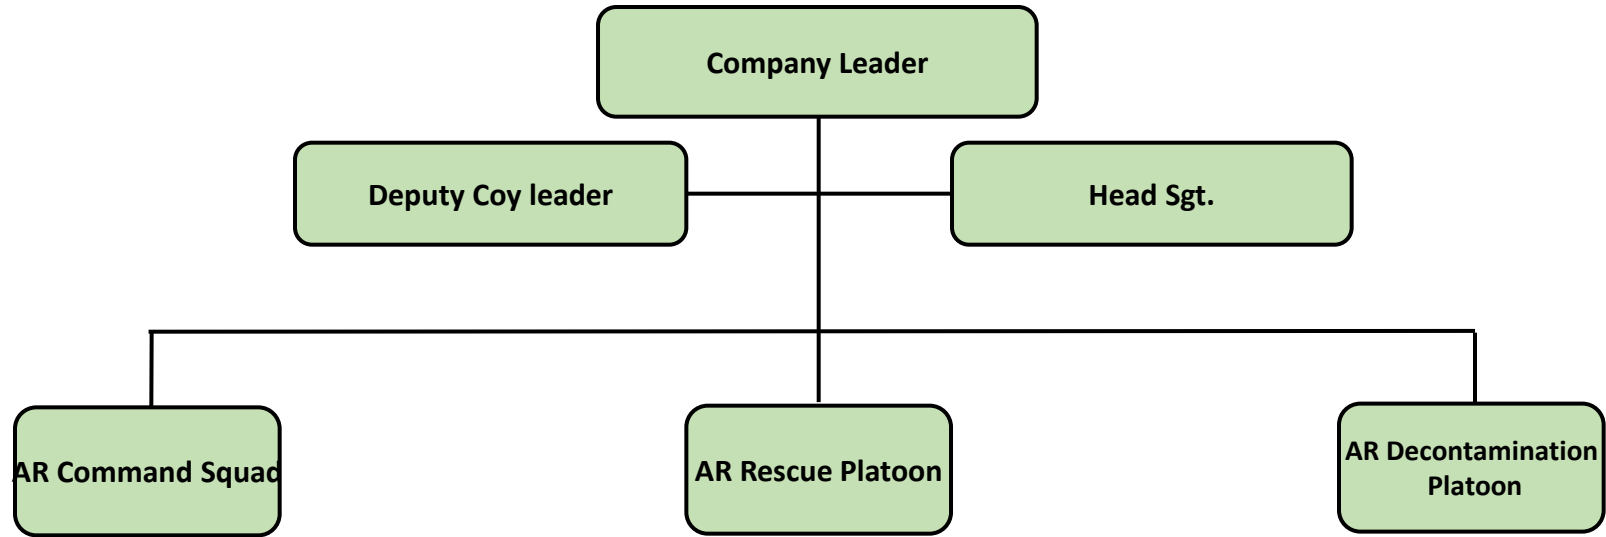 Company Leader
Deputy Coy leader
Head Sgt.
AR Command Squad
AR Rescue Platoon
AR Decontamination
Platoon